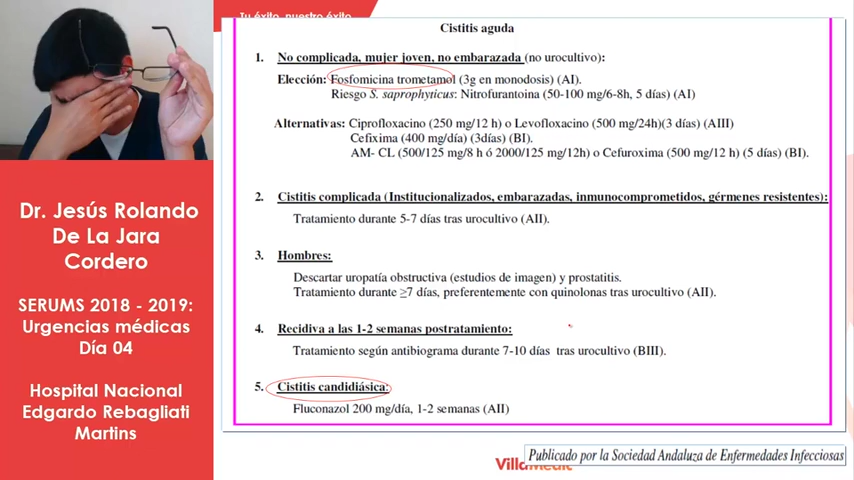 Tu éxito, nuestro éxito
Dr. Jesús Rolando
De La Jara
Cordero
SERUMS 2018 - 2019:
Urgencias médicas
Día 04
Hospital Nacional
Edgardo Rebagliati
Martins
Cistitis aguda
1. No complicada, mujer joven, no embarazada (no urocultivo):
Elección: Fosfomicina trometamol (3g en monodosis) (AI).
Riesgo S. saprophyticus: Nitrofurantoina (50-100 mg/6-8h, 5 días) (AI)
Alternativas: Ciprofloxacino (250 mg/12 h) o Levofloxacino (500 mg/24h)(3 días) (AIII)
Cefixima (400 mg/día) (3días) (BI).
AM- CL (500/125 mg/8 h ó 2000/125 mg/12h) o Cefuroxima (500 mg/12 h) (5 días) (BI).
2. Cistitis complicada (Institucionalizados, embarazadas, inmunocomprometidos, gérmenes resistentes):
Tratamiento durante 5-7 días tras urocultivo (AII).
3. Hombres:
Descartar uropatía obstructiva (estudios de imagen) y prostatitis.
Tratamiento durante ≥7 días, preferentemente con quinolonas tras urocultivo (AII).
4. Recidiva a las 1-2 semanas postratamiento:
Tratamiento según antibiograma durante 7-10 días tras urocultivo (BIII).
5. Cistitis candidiásica:
Fluconazol 200 mg/día, 1-2 semanas (AII)
VillaMedic
Publicado por la Sociedad Andaluza de Enfermedades Infecciosas